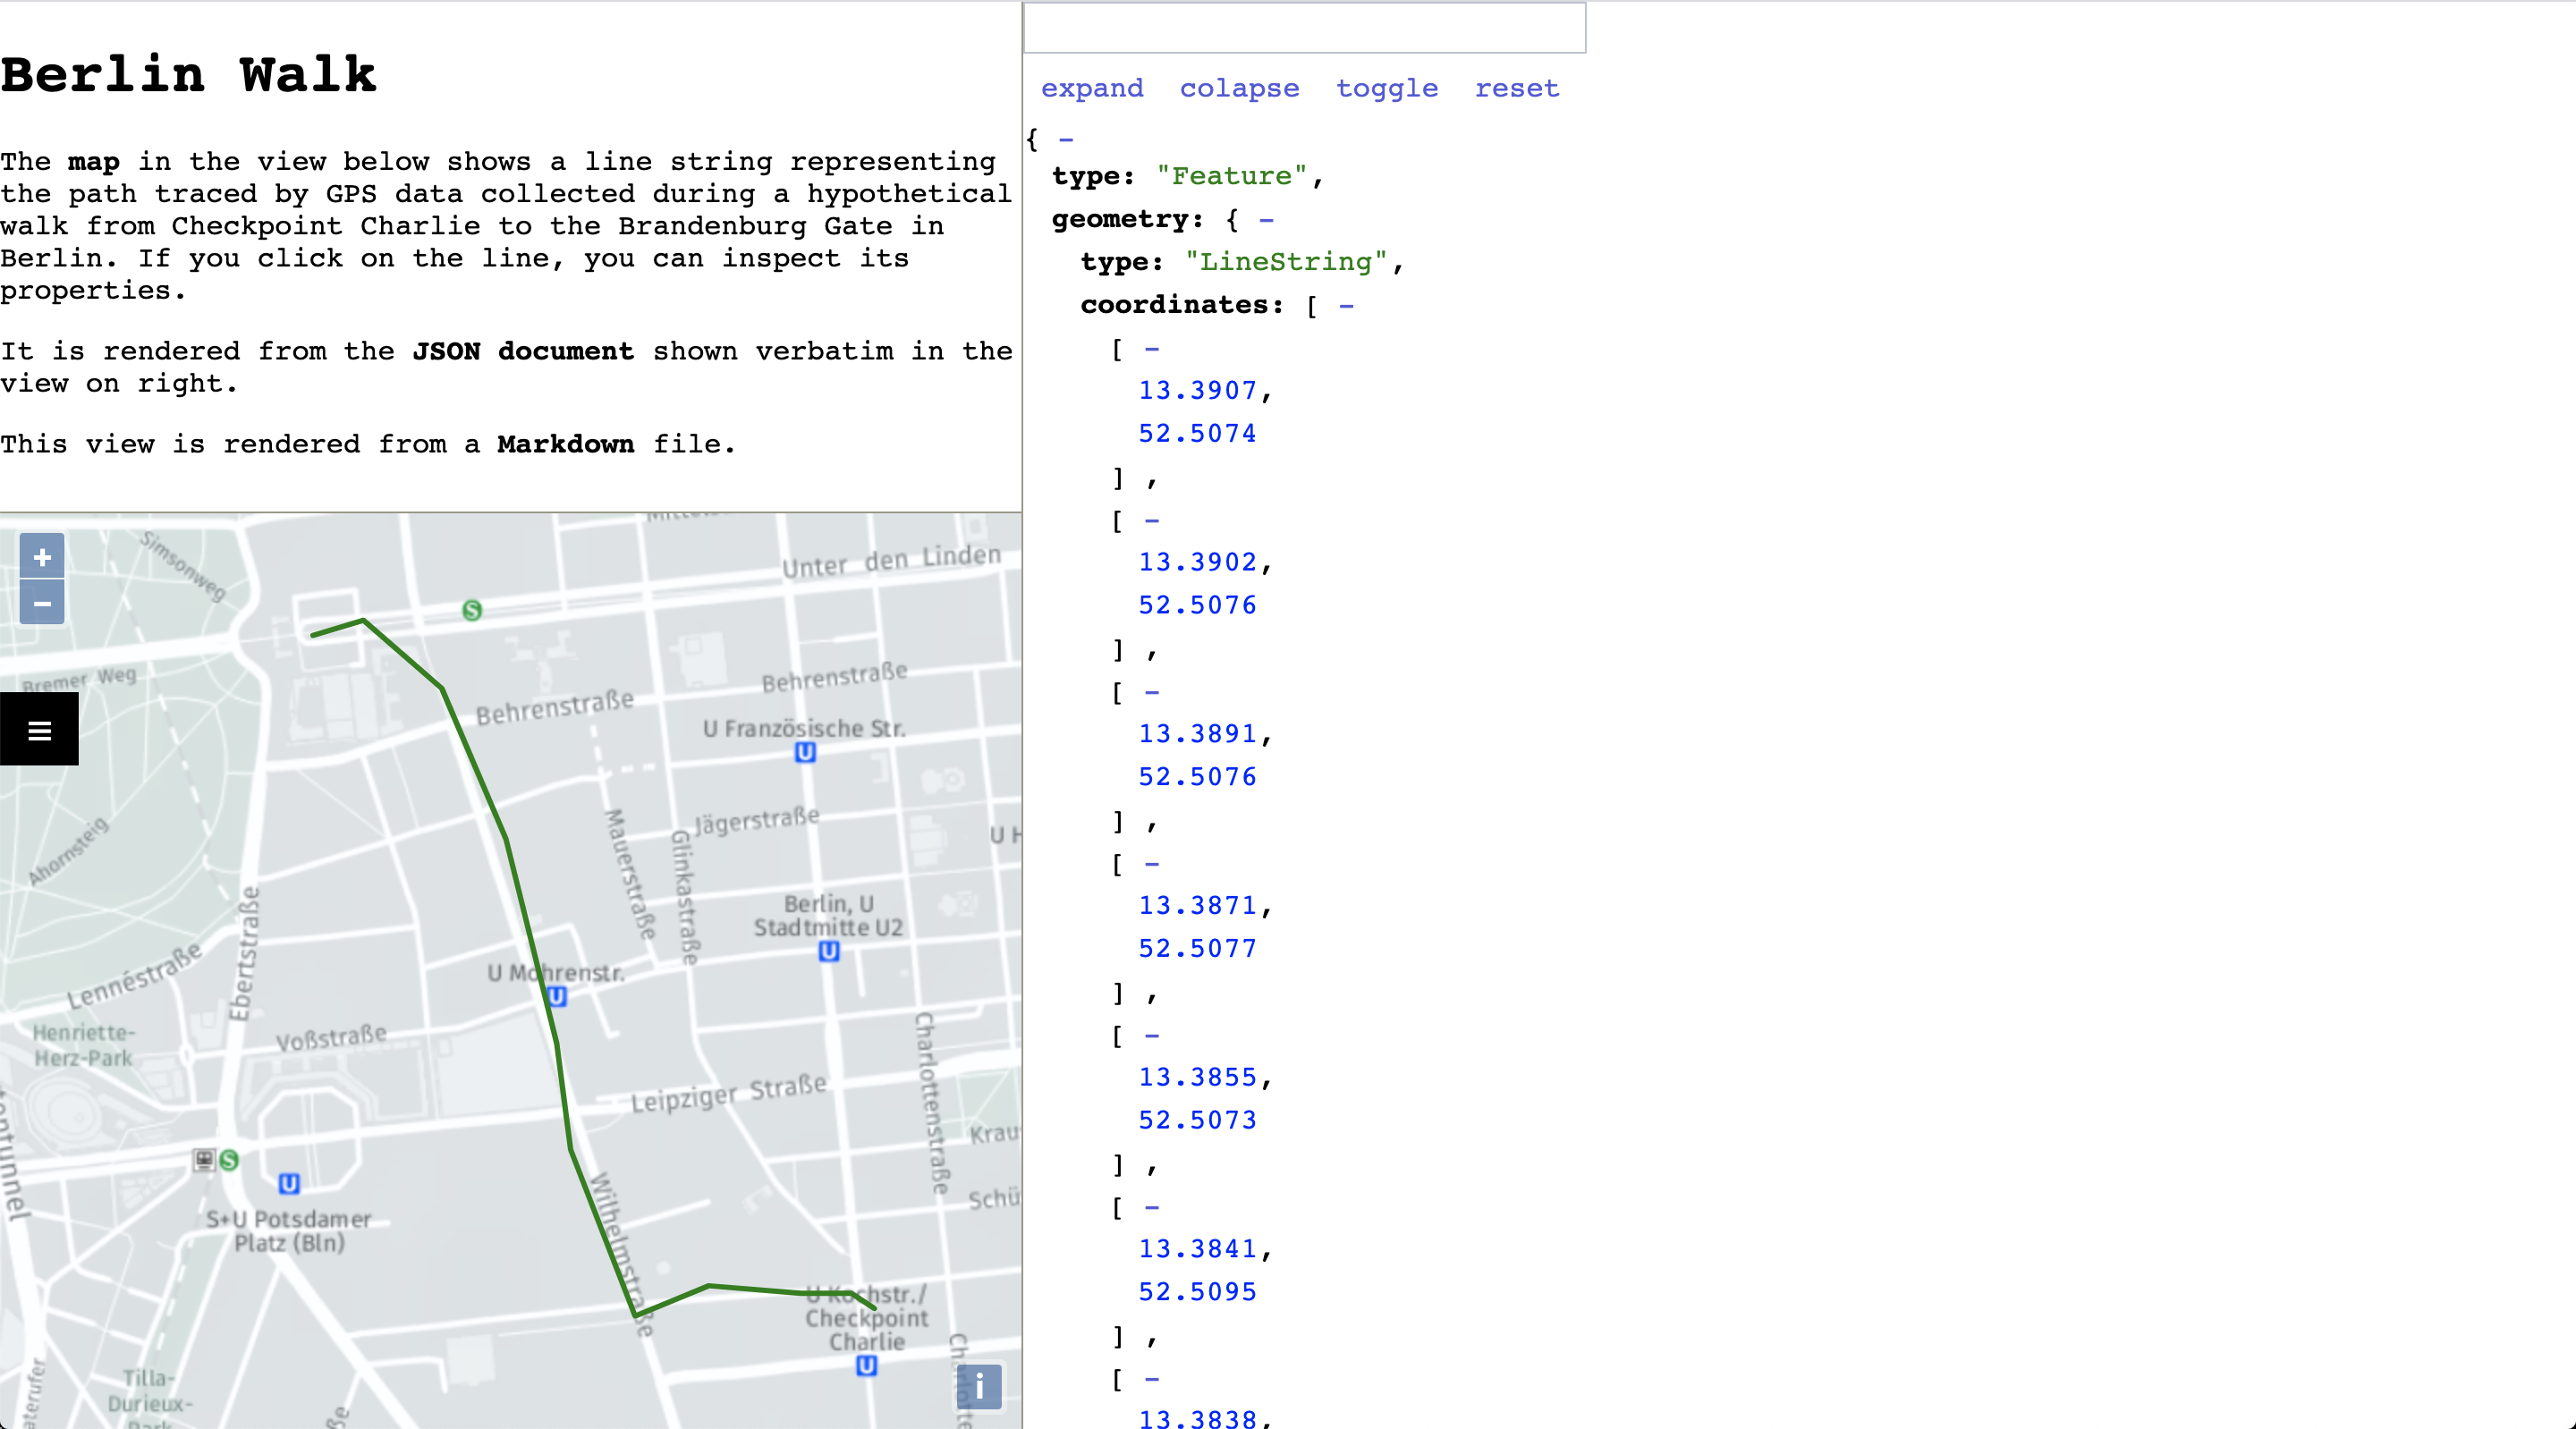 Berlin Walk
The map in the view below shows a line string representing
the path traced by GPS data collected during a hypothetical
walk from Checkpoint Charlie to the Brandenburg Gate in
Berlin. If you click on the line, you can inspect its
properties.
It is rendered from the JSON document shown verbatim in the
view on right.
This view is rendered from a Markdown file.
+
−
Simsonweg
Unter den Linden
S
Bremer Weg
Behrenstraße
Behrenstraße
U Französische Str.
U
Ahornsteig
Mauerstraße
Glinkastraße
Jägerstraße
U H
Ebertstraße
Berlin, U
Stadtmitte U2
U
Lennéstraße
U Mohrenstr.
U
Henriette-
Herz-Park
Voßstraße
Charlottenstraße
Leipziger Straße
Krau
S
U
Schü
S+U Potsdamer
Platz (Bln)
Wilhelmstraße
U Kochstr./
Checkpoint
Charlie
U
Tilla-
Durieux-
Park
i
expand colapse toggle reset
{ -
type: "Feature",
geometry: { -
type: "LineString",
coordinates: [ -
[ -
13.3907,
52.5074
] ,
[ -
13.3902,
52.5076
] ,
[ -
13.3891,
52.5076
] ,
[ -
13.3871,
52.5077
] ,
[ -
13.3855,
52.5073
] ,
[ -
13.3841,
52.5095
] ,
[ -
13.3838,